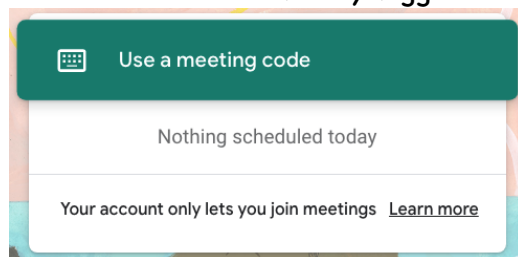 Use a meeting code
Nothing scheduled today
Your account only lets you join meetings Learn more